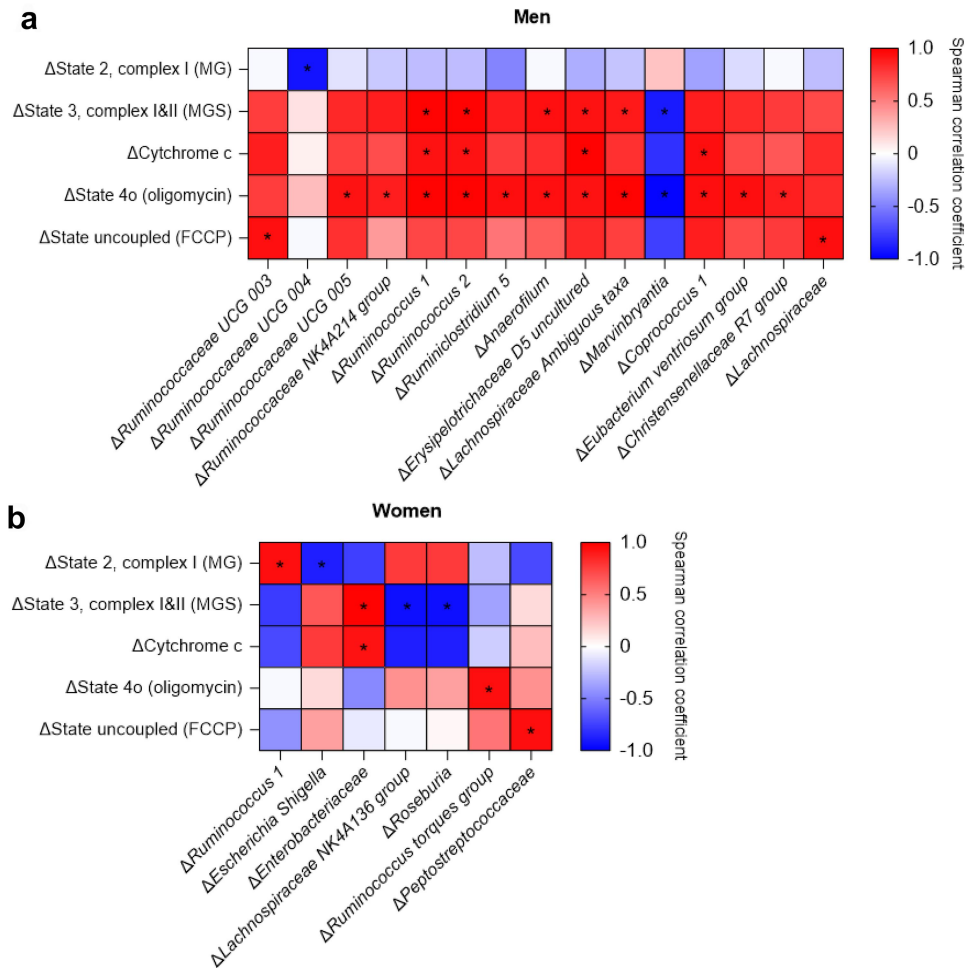 a
Men
ΔState 2, complex I (MG)
*
ΔState 3, complex I&II (MGS)
* * * * * *
ΔCytchrome c
* * * *
ΔState 4o (oligomycin)
* * * * * * * * * * * *
ΔState uncoupled (FCCP)
* *
1.0
0.5
0
-0.5
-1.0
Spearman correlation coefficient
ΔRuminococcaceae UCG 003
ΔRuminococcaceae UCG 004
ΔRuminococcaceae UCG 005
ΔRuminococcaceae NK4A214 group
ΔRuminococcus 1
ΔRuminococcus 2
ΔRuminiclostridium 5
ΔAnaerofilum
ΔErysipelotrichaceae D5 uncultured
ΔLachnospiraceae Ambiguous taxa
ΔMarvinbryantia
ΔCoprococcus 1
ΔEubacterium ventriosum group
ΔChristensenellaceae R7 group
ΔLachnospiraceae
b
Women
ΔState 2, complex I (MG)
* *
ΔState 3, complex I&II (MGS)
* * *
ΔCytchrome c
*
ΔState 4o (oligomycin)
*
ΔState uncoupled (FCCP)
*
1.0
0.5
0
-0.5
-1.0
Spearman correlation coefficient
ΔRuminococcus 1
ΔEscherichia Shigella
ΔEnterobacteriaceae
ΔLachnospiraceae NK4A136 group
ΔRoseburia
ΔRuminococcus torques group
ΔPeptostreptococcaceae